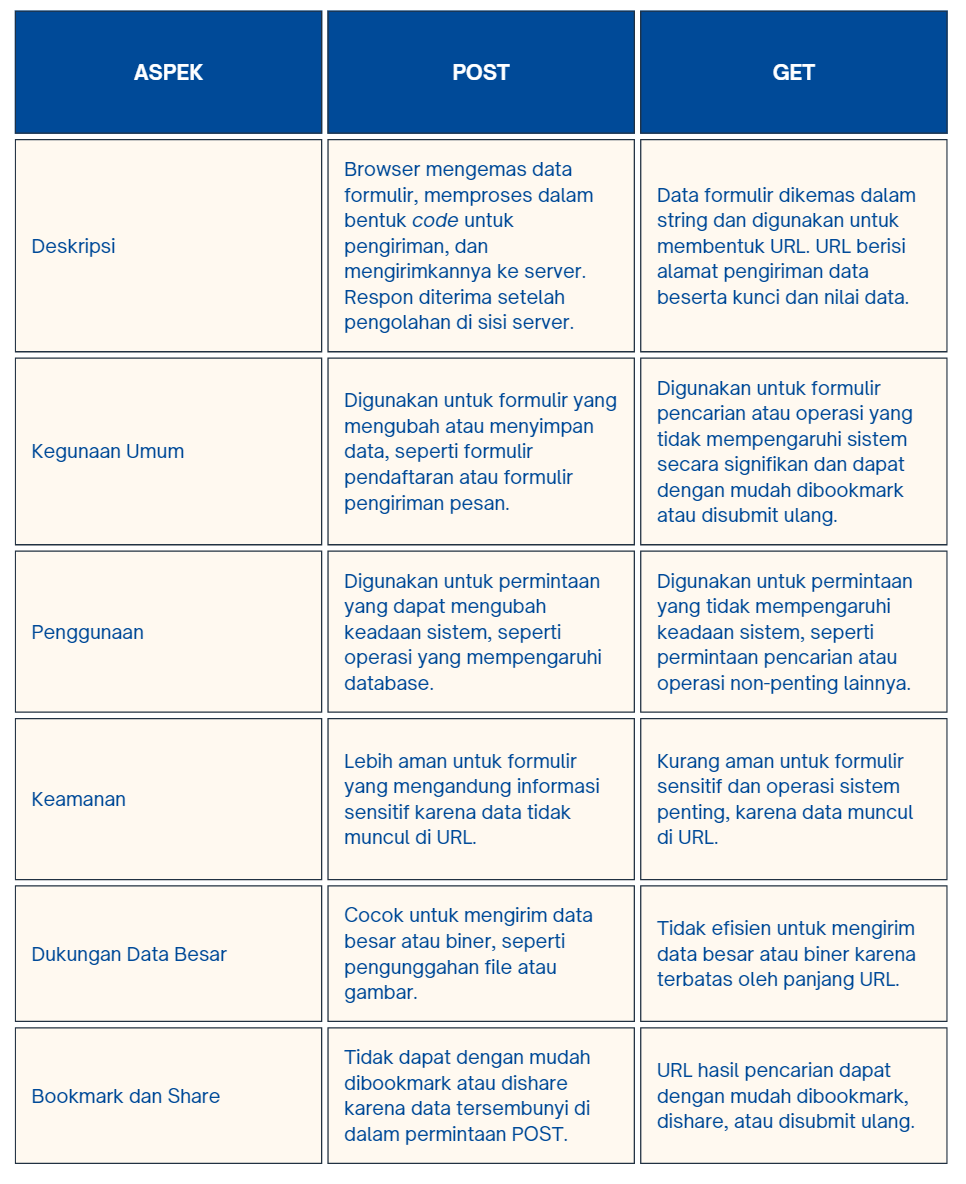 ASPEK
POST
GET
Deskripsi
Browser mengemas data
formulir, memproses dalam
bentuk code untuk
pengiriman, dan
mengirimkannya ke server.
Respon diterima setelah
pengolahan di sisi server.
Data formulir dikemas dalam
string dan digunakan untuk
membentuk URL. URL berisi
alamat pengiriman data
beserta kunci dan nilai data.
Kegunaan Umum
Digunakan untuk formulir yang
mengubah atau menyimpan
data, seperti formulir
pendaftaran atau formulir
pengiriman pesan.
Digunakan untuk formulir
pencarian atau operasi yang
tidak mempengaruhi sistem
secara signifikan dan dapat
dengan mudah dibookmark
atau disubmit ulang.
Penggunaan
Digunakan untuk permintaan
yang dapat mengubah
keadaan sistem, seperti
operasi yang mempengaruhi
database.
Digunakan untuk permintaan
yang tidak mempengaruhi
keadaan sistem, seperti
permintaan pencarian atau
operasi non-penting lainnya.
Keamanan
Lebih aman untuk formulir
yang mengandung informasi
sensitif karena data tidak
muncul di URL.
Kurang aman untuk formulir
sensitif dan operasi sistem
penting, karena data muncul
di URL.
Dukungan Data Besar
Cocok untuk mengirim data
besar atau biner, seperti
pengunggahan file atau
gambar.
Tidak efisien untuk mengirim
data besar atau biner karena
terbatas oleh panjang URL.
Bookmark dan Share
Tidak dapat dengan mudah
dibookmark atau dishare
karena data tersembunyi di
dalam permintaan POST.
URL hasil pencarian dapat
dengan mudah dibookmark,
dishare, atau disubmit ulang.